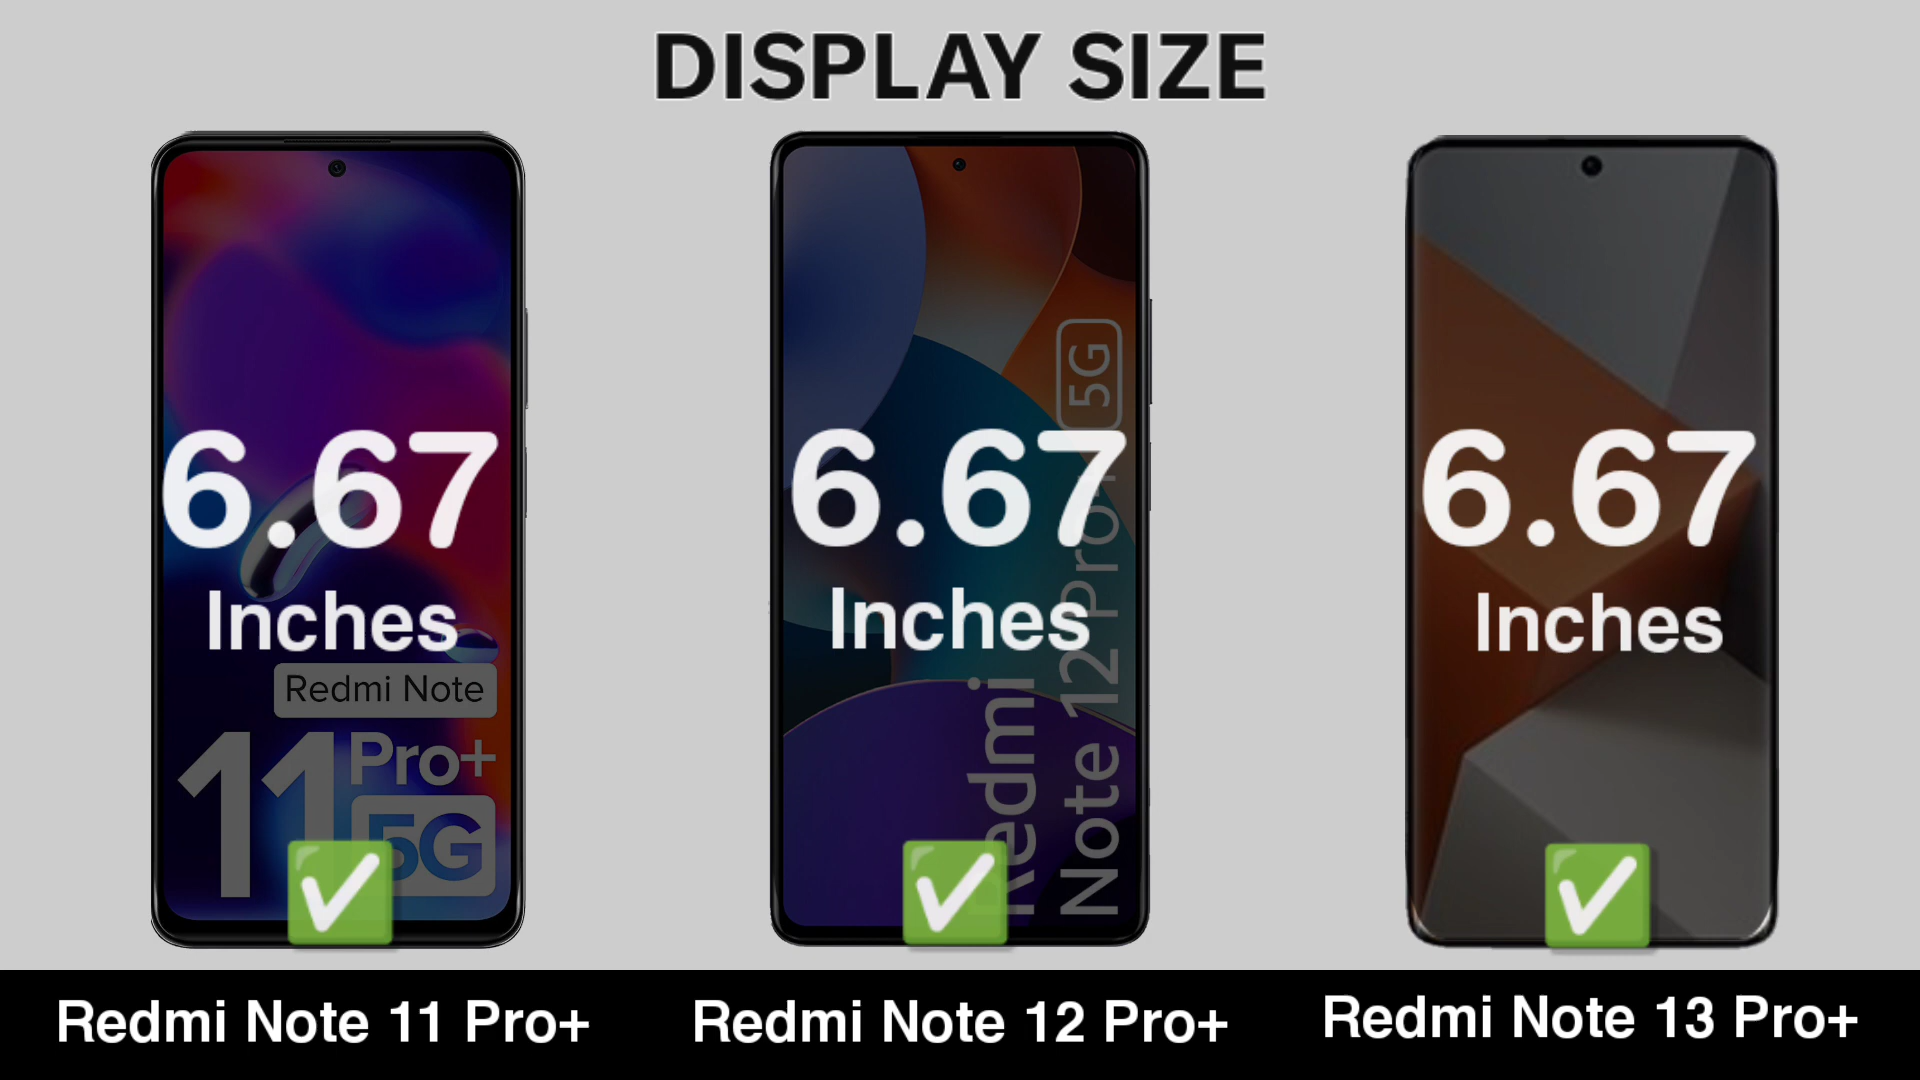 DISPLAY SIZE
6.67
Inches
Redmi Note
11 Pro+
5G
6.67
Inches
Redmi
Note 12 Pro+ 5G
6.67
Inches
Redmi Note 11 Pro+
Redmi Note 12 Pro+
Redmi Note 13 Pro+